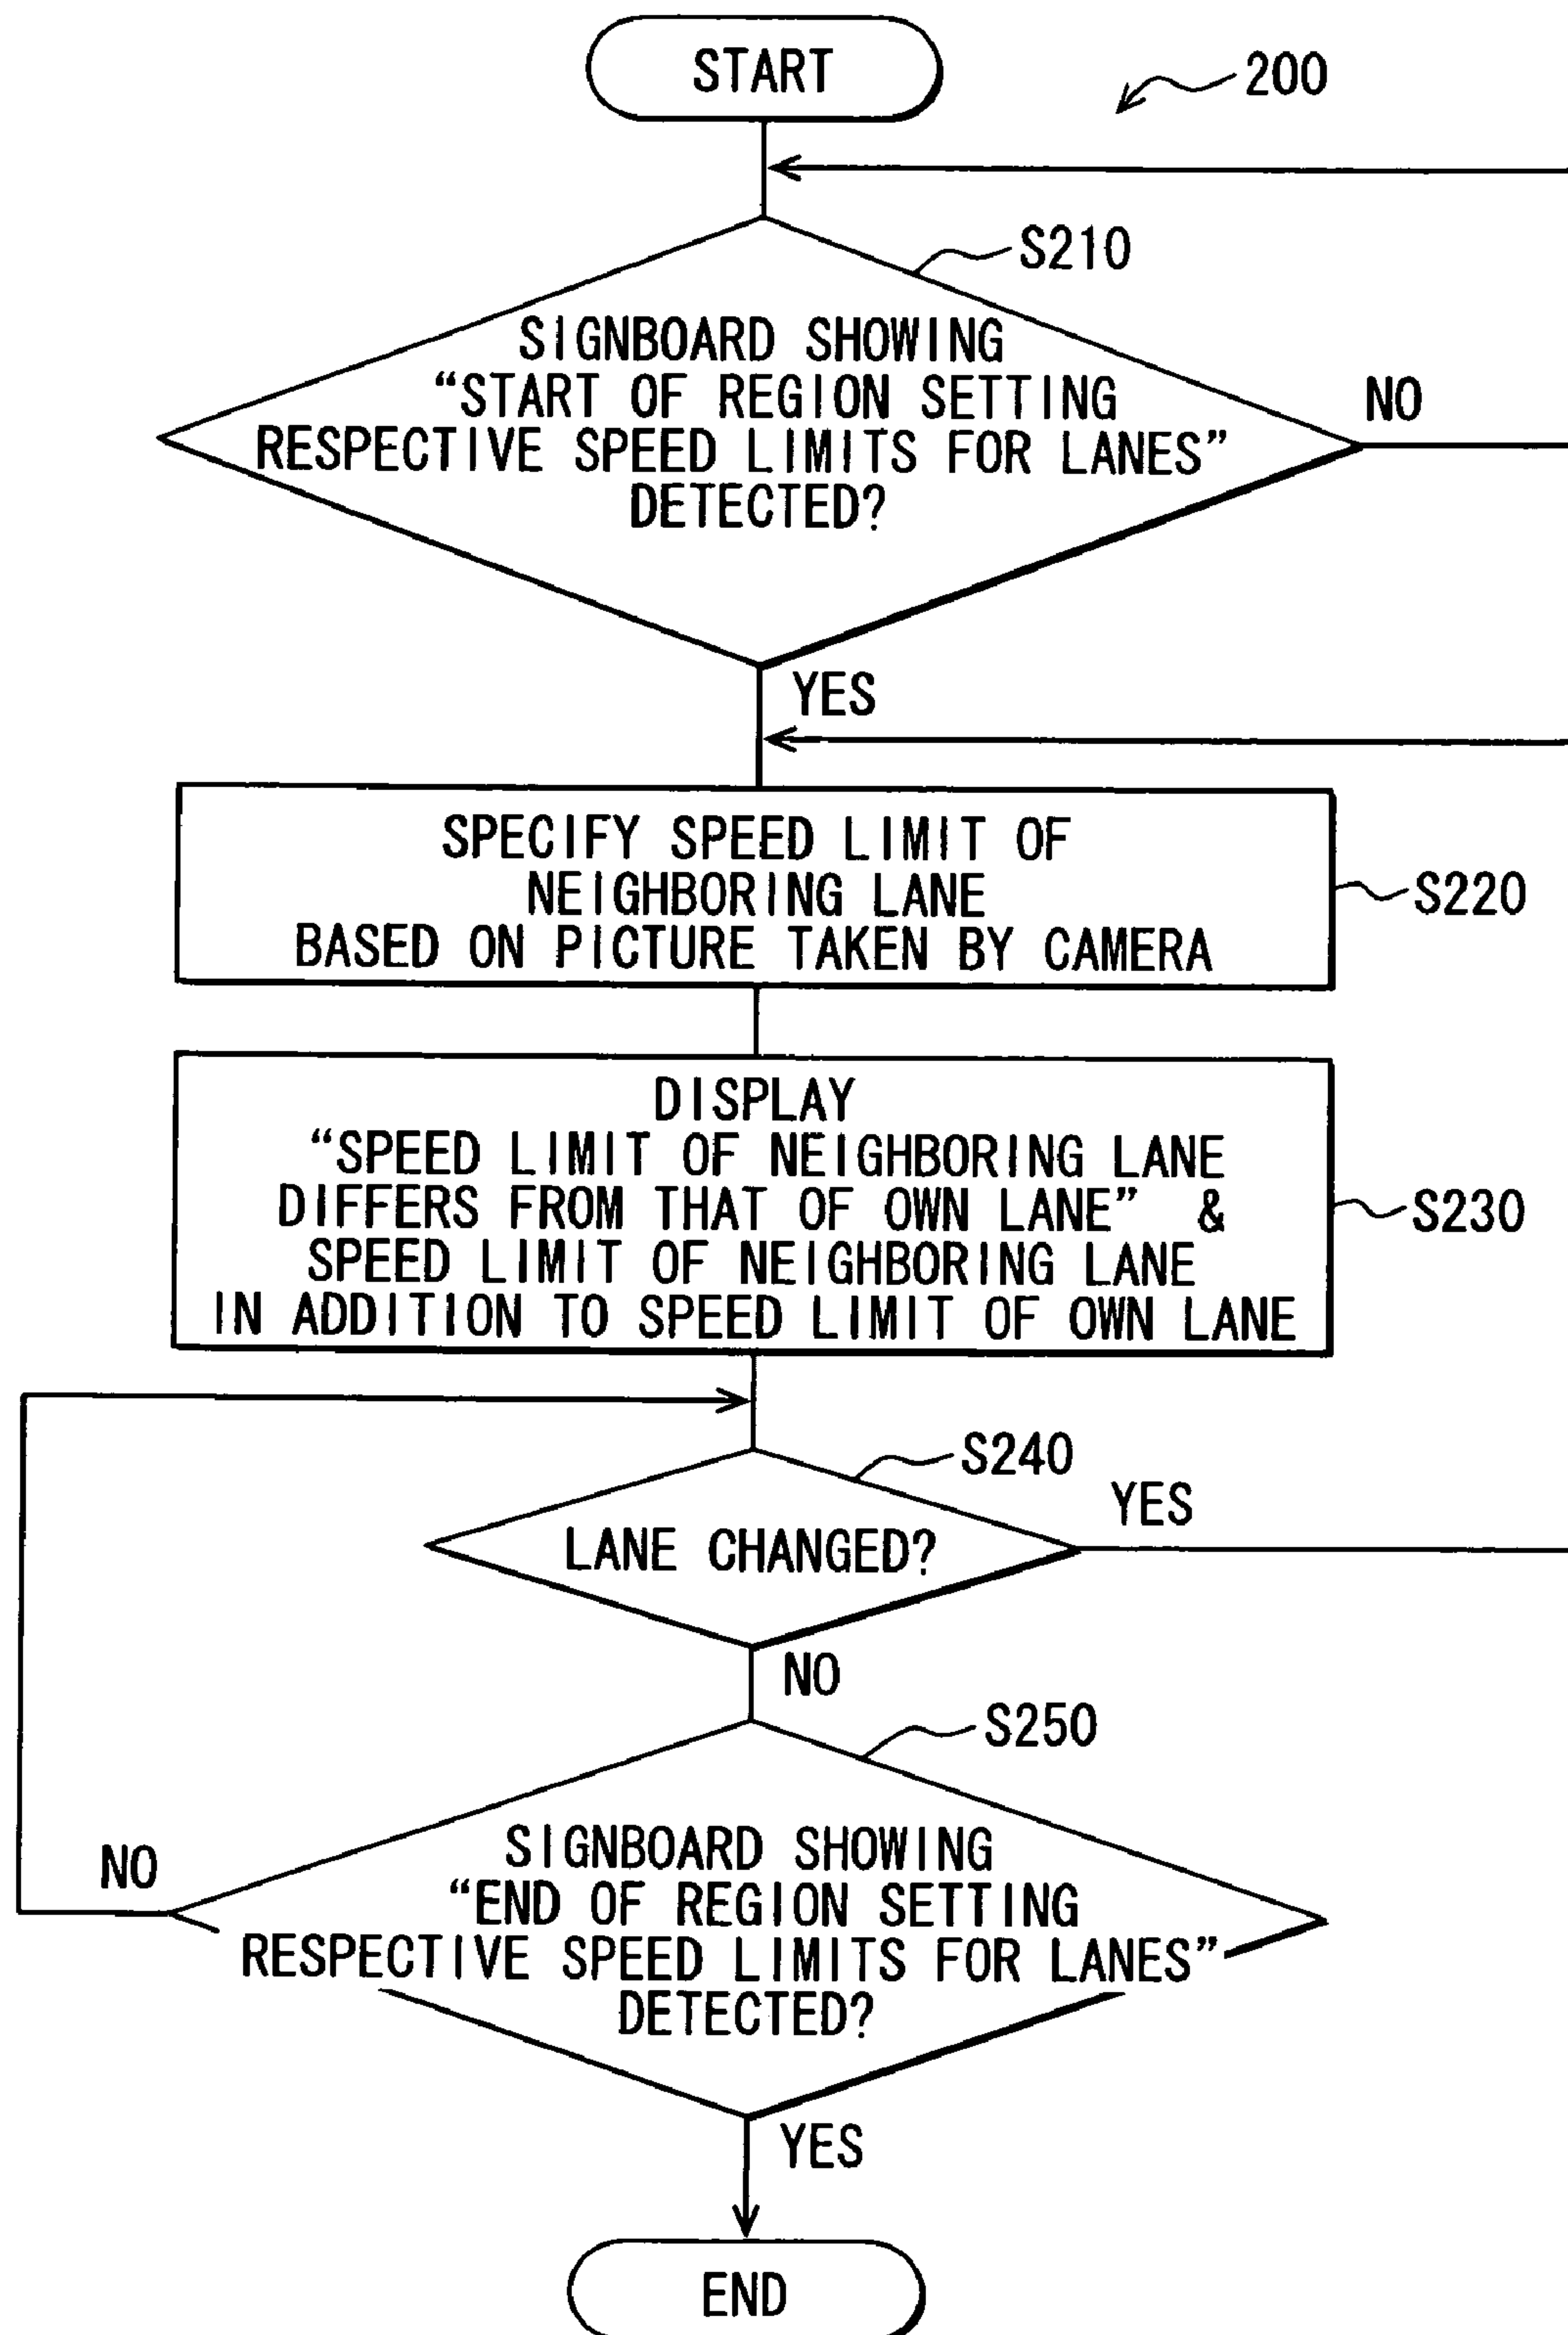 START
200
S210
SIGNBOARD SHOWING
“START OF REGION SETTING
RESPECTIVE SPEED LIMITS FOR LANES”
DETECTED?
NO
YES
SPECIFY SPEED LIMIT OF
NEIGHBORING LANE
BASED ON PICTURE TAKEN BY CAMERA
S220
DISPLAY
“SPEED LIMIT OF NEIGHBORING LANE
DIFFERS FROM THAT OF OWN LANE” &
SPEED LIMIT OF NEIGHBORING LANE
IN ADDITION TO SPEED LIMIT OF OWN LANE
S230
S240
YES
LANE CHANGED?
NO
S250
SIGNBOARD SHOWING
“END OF REGION SETTING
RESPECTIVE SPEED LIMITS FOR LANES”
DETECTED?
NO
YES
END